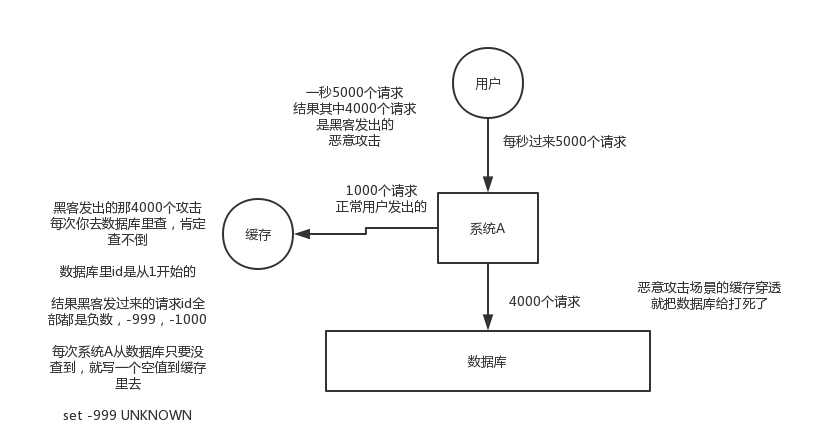 用户
一秒5000个请求
结果其中4000个请求
是黑客发出的
恶意攻击
每秒过来5000个请求
1000个请求
正常用户发出的
黑客发出的那4000个攻击
每次你去数据库里查，肯定
查不倒
缓存
系统A
数据库里id是从1开始的
恶意攻击场景的缓存穿透
就把数据库给打死了
4000个请求
结果黑客发过来的请求id全
部都是负数，-999，-1000
每次系统A从数据库只要没
查到，就写一个空值到缓存
里去
数据库
set -999 UNKNOWN